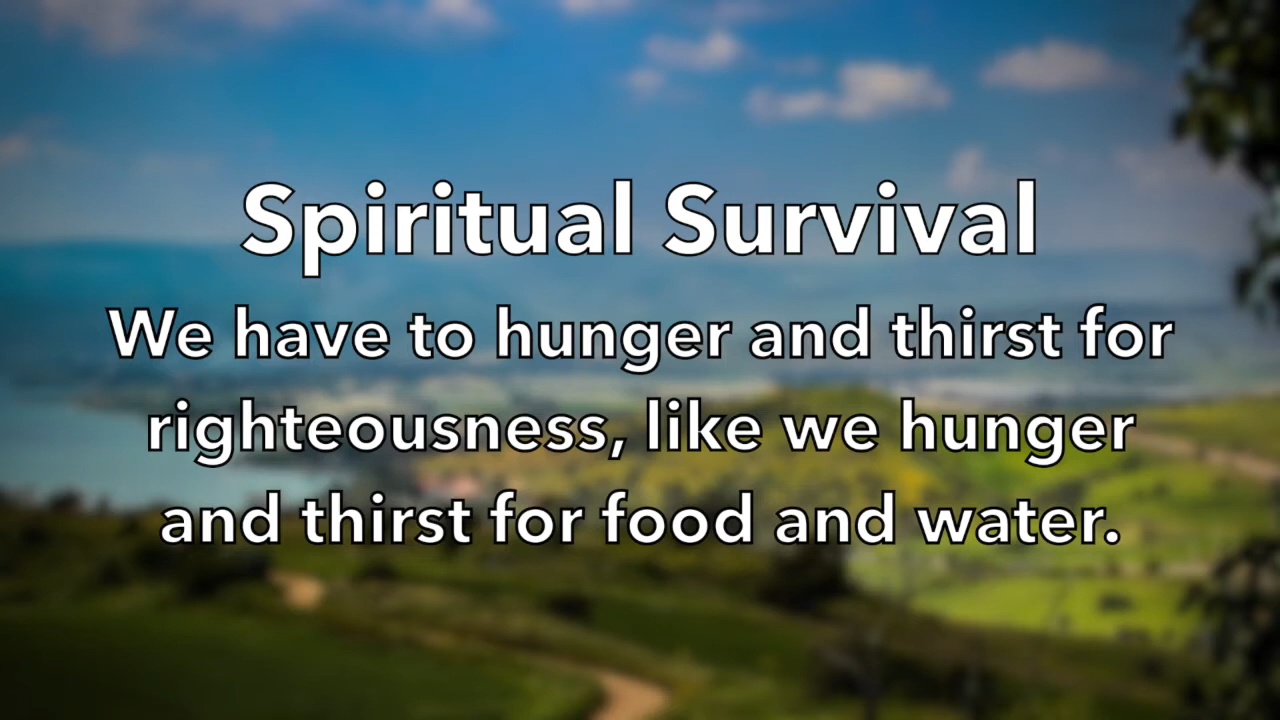 Spiritual Survival
We have to hunger and thirst for
righteousness, like we hunger
and thirst for food and water.